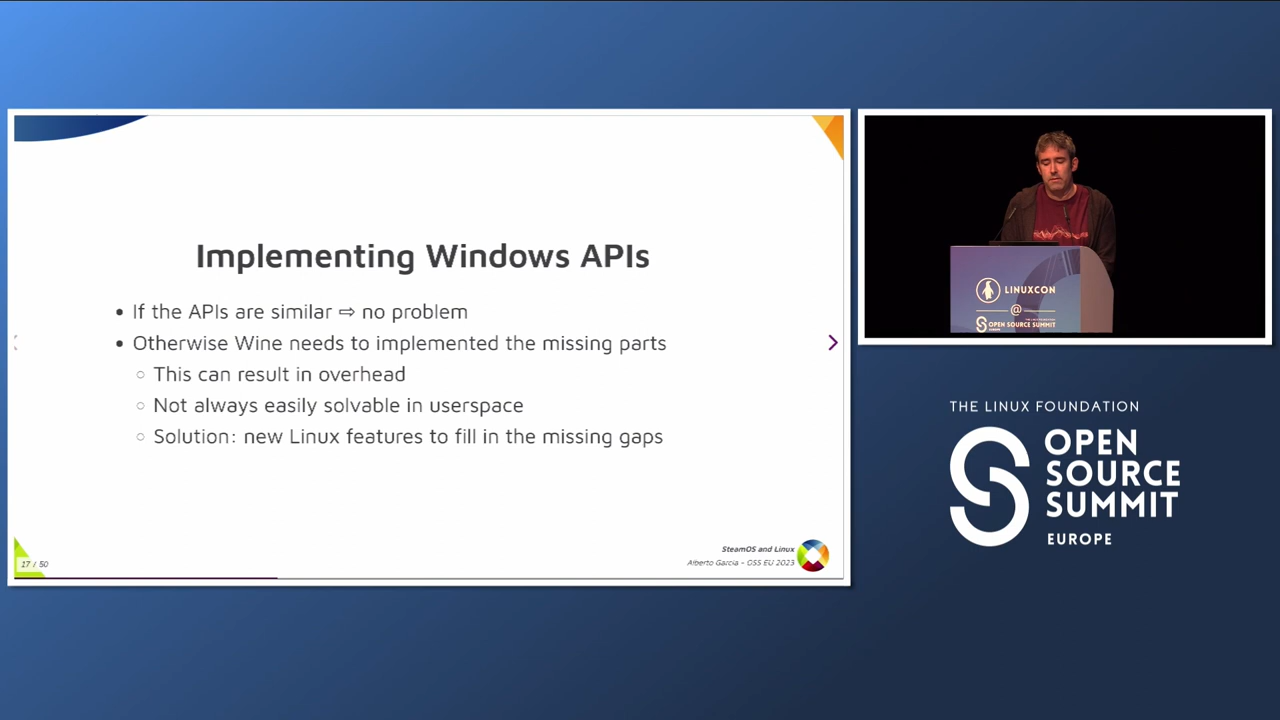 Implementing Windows APIs
• If the APIs are similar ⇨ no problem
• Otherwise Wine needs to implemented the missing parts
○ This can result in overhead
○ Not always easily solvable in userspace
○ Solution: new Linux features to fill in the missing gaps
17 / 50
SteamOS and Linux
Alberto Garcia - OSS EU 2023
LINUXCON
@
THE LINUX FOUNDATION
OPEN SOURCE SUMMIT
THE LINUX FOUNDATION
OPEN
SOURCE
SUMMIT
EUROPE